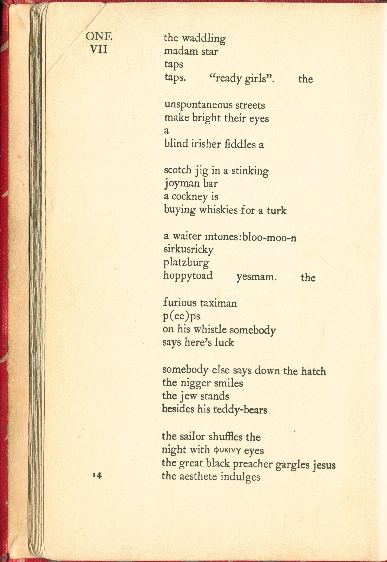 ONE
VII
the waddling
madam star
taps
taps. "ready girls". the
unspontaneous streets
make bright their eyes
a
blind irisher fiddles a
scotch jig in a stinking
joyman bar
a cockney is
buying whiskies for a turk
a waiter intones:bloo-moo-n
sirkusricky
platzburg
hoppytoad yesmam. the
furious taximan
p(ee)ps
on his whistle somebody
says here's luck
somebody else says down the hatch
the nigger smiles
the jew stands
besides his teddy-bears
the sailor shuffles the
night with eyes
the great black preacher gargles jesus
the aesthete indulges
14